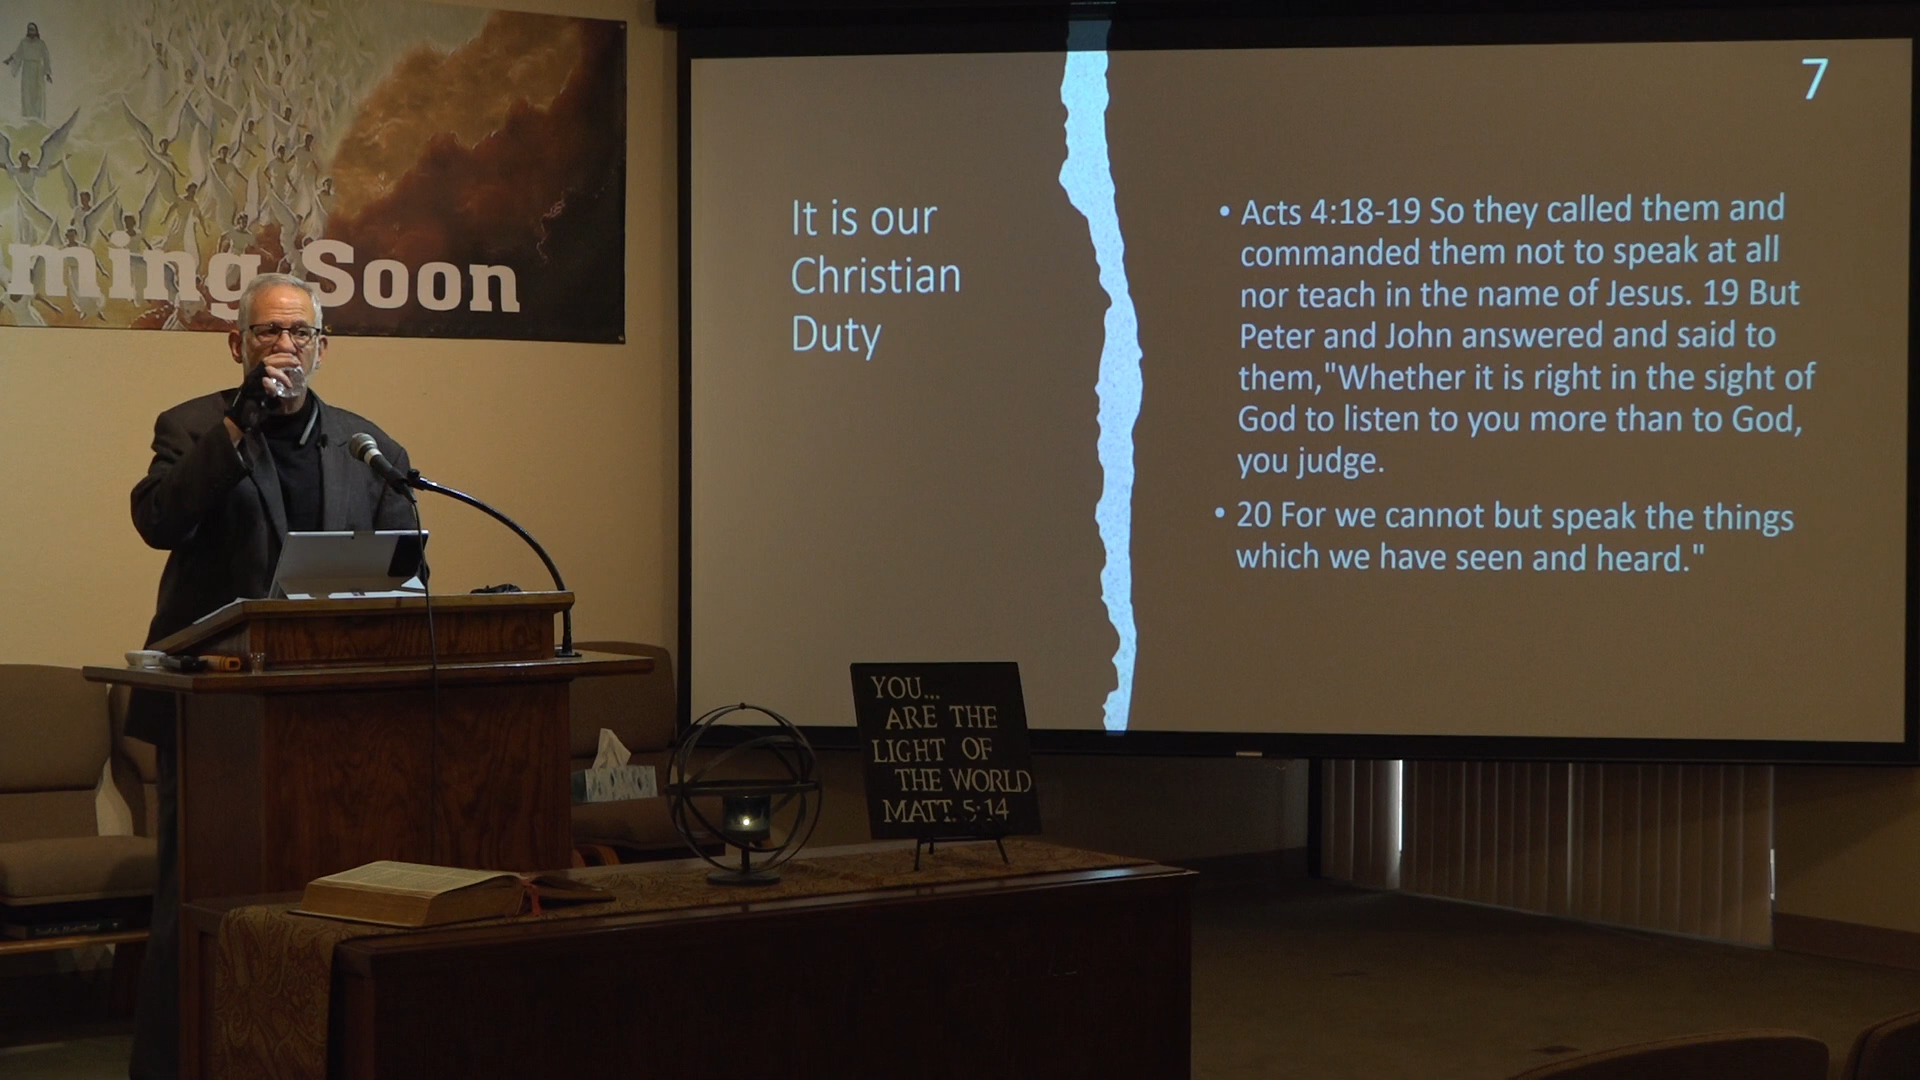 ming Soon
7
It is our
Christian
Duty
• Acts 4:18-19 So they called them and
commanded them not to speak at all
nor teach in the name of Jesus. 19 But
Peter and John answered and said to
them,"Whether it is right in the sight of
God to listen to you more than to God,
you judge.
• 20 For we cannot but speak the things
which we have seen and heard."
YOU...
ARE THE
LIGHT OF
THE WORLD
MATT. 5:14